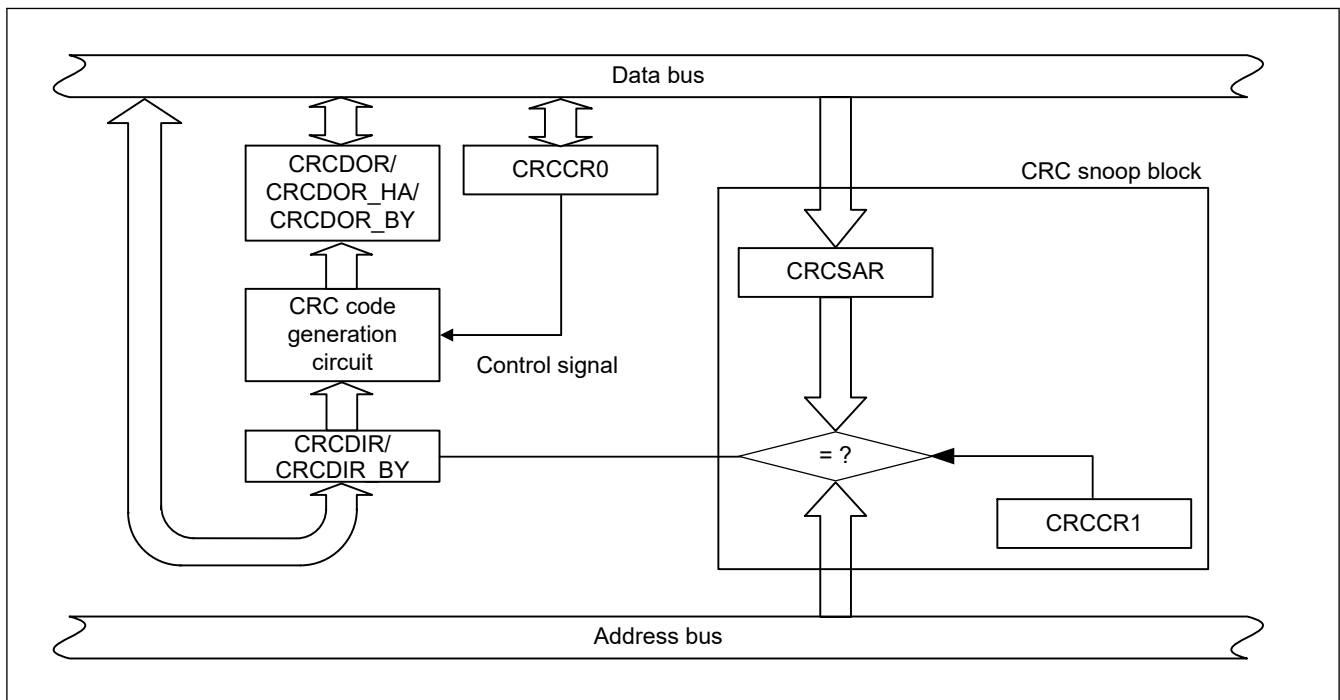 Data bus
CRCDOR/
CRCDOR_HA/
CRCDOR_BY
CRCCR0
CRC snoop block
CRCSAR
CRC code
generation
circuit
Control signal
CRCDIR/
CRCDIR_BY
= ?
CRCCR1
Address bus